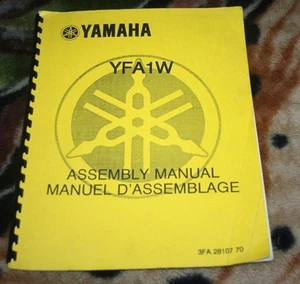 YAMAHA
YFA1W
ASSEMBLY MANUAL
MANUEL D'ASSEMBLAGE
3FA 28107 70